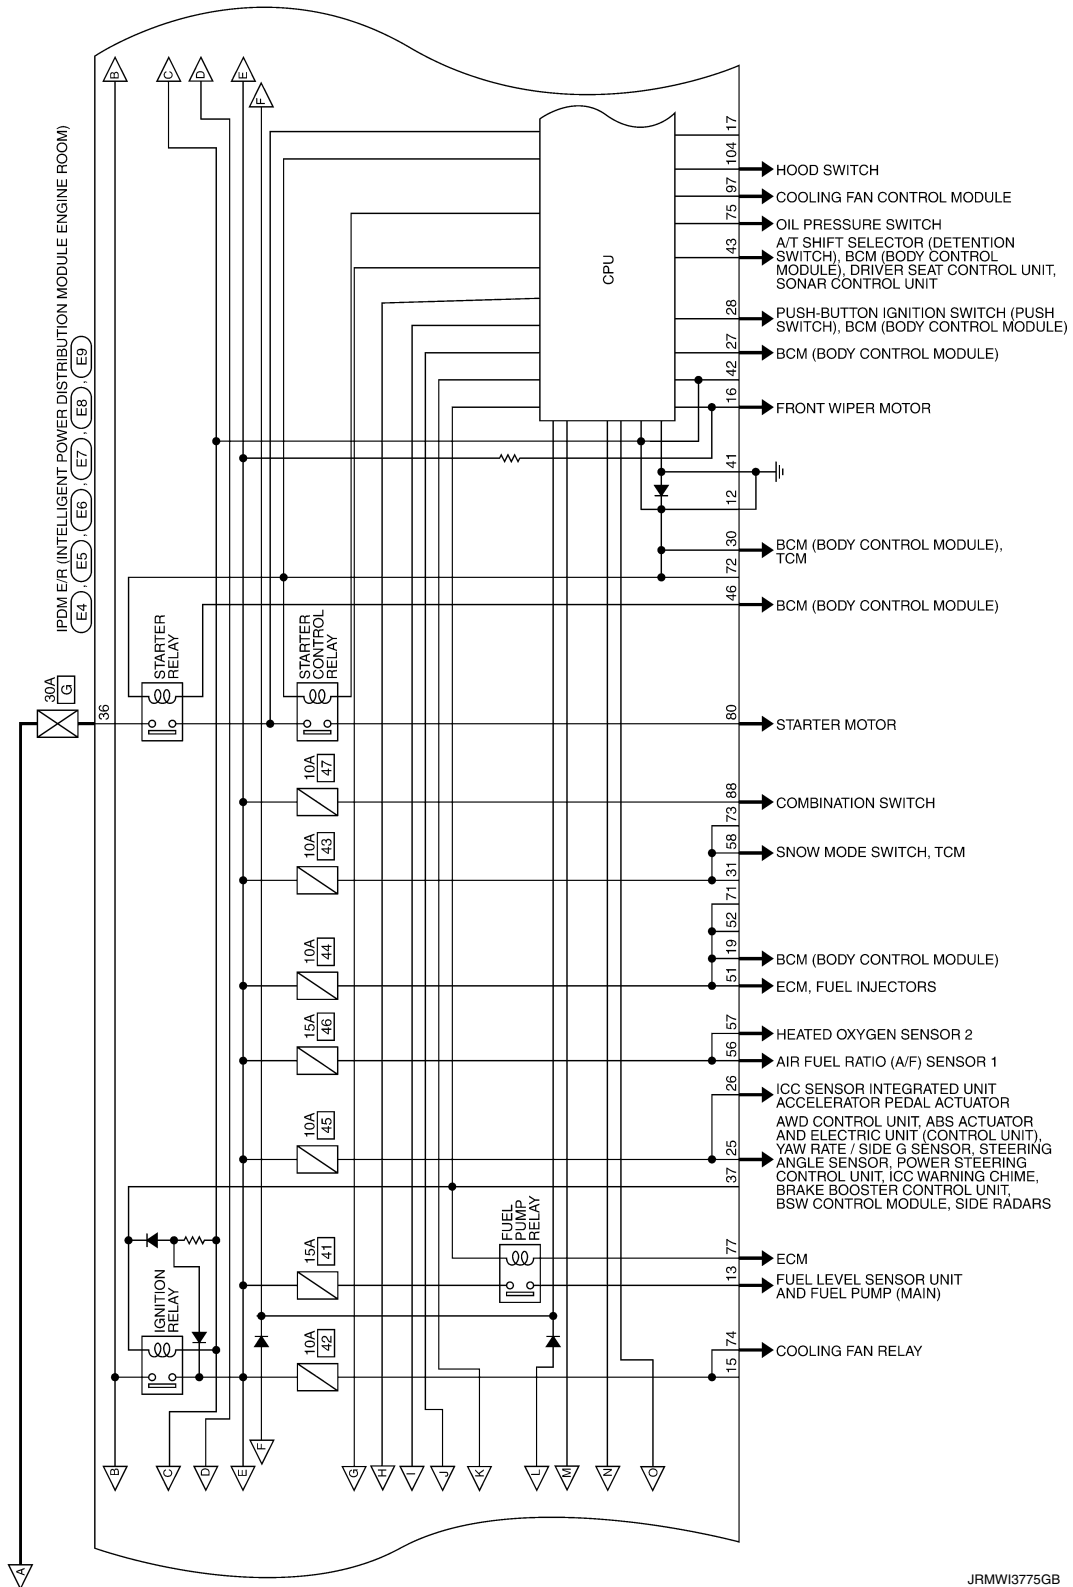 B
C
D
E
F
IPDM E/R (INTELLIGENT POWER DISTRIBUTION MODULE ENGINE ROOM)
E4 , E5 , E6 , E7 , E8 , E9
CPU
17
104
HOOD SWITCH
97
COOLING FAN CONTROL MODULE
75
OIL PRESSURE SWITCH
43
A/T SHIFT SELECTOR (DETENTION
SWITCH), BCM (BODY CONTROL
MODULE), DRIVER SEAT CONTROL UNIT,
SONAR CONTROL UNIT
28
PUSH-BUTTON IGNITION SWITCH (PUSH
SWITCH), BCM (BODY CONTROL MODULE)
27
BCM (BODY CONTROL MODULE)
42
16
FRONT WIPER MOTOR
41
12
30
BCM (BODY CONTROL MODULE),
TCM
72
46
BCM (BODY CONTROL MODULE)
30A
G
36
STARTER
RELAY
STARTER
CONTROL
RELAY
80
STARTER MOTOR
10A
47
88
COMBINATION SWITCH
10A
43
73
58
SNOW MODE SWITCH, TCM
31
10A
44
71
52
19
BCM (BODY CONTROL MODULE)
51
ECM, FUEL INJECTORS
15A
46
57
HEATED OXYGEN SENSOR 2
56
AIR FUEL RATIO (A/F) SENSOR 1
10A
45
26
ICC SENSOR INTEGRATED UNIT
ACCELERATOR PEDAL ACTUATOR
25
AWD CONTROL UNIT, ABS ACTUATOR
AND ELECTRIC UNIT (CONTROL UNIT),
YAW RATE / SIDE G SENSOR, STEERING
ANGLE SENSOR, POWER STEERING
CONTROL UNIT, ICC WARNING CHIME,
BRAKE BOOSTER CONTROL UNIT,
BSW CONTROL MODULE, SIDE RADARS
37
FUEL
PUMP
RELAY
15A
41
77
ECM
13
FUEL LEVEL SENSOR UNIT
AND FUEL PUMP (MAIN)
IGNITION
RELAY
10A
42
74
COOLING FAN RELAY
15
B
C
D
E
F
G
H
I
J
K
L
M
N
O
A
JRMWI3775GB